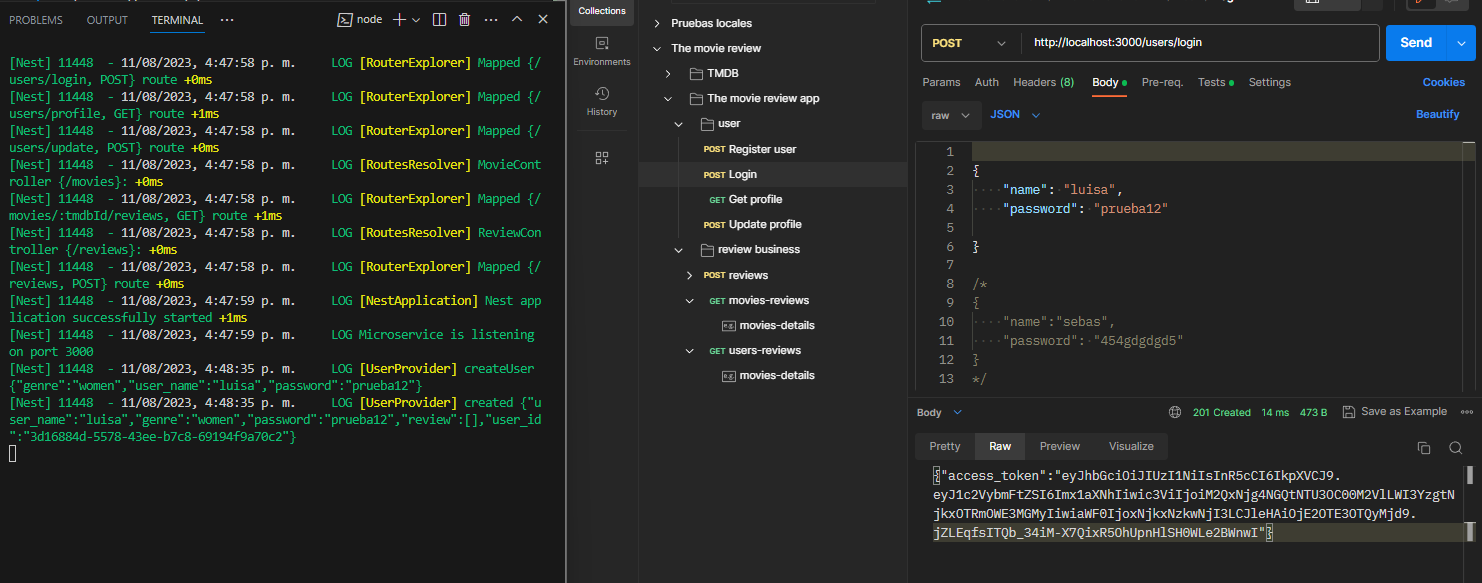 PROBLEMS OUTPUT TERMINAL ··· node
[Nest] 11448  - 11/08/2023, 4:47:58 p. m.     LOG [RouterExplorer] Mapped {/
users/login, POST} route +0ms
[Nest] 11448  - 11/08/2023, 4:47:58 p. m.     LOG [RouterExplorer] Mapped {/
users/profile, GET} route +1ms
[Nest] 11448  - 11/08/2023, 4:47:58 p. m.     LOG [RouterExplorer] Mapped {/
users/update, POST} route +0ms
[Nest] 11448  - 11/08/2023, 4:47:58 p. m.     LOG [RoutesResolver] MovieCont
roller {/movies}: +0ms
[Nest] 11448  - 11/08/2023, 4:47:58 p. m.     LOG [RouterExplorer] Mapped {/
movies/:tmdbId/reviews, GET} route +1ms
[Nest] 11448  - 11/08/2023, 4:47:58 p. m.     LOG [RoutesResolver] ReviewCon
troller {/reviews}: +0ms
[Nest] 11448  - 11/08/2023, 4:47:58 p. m.     LOG [RouterExplorer] Mapped {/
reviews, POST} route +0ms
[Nest] 11448  - 11/08/2023, 4:47:59 p. m.     LOG [NestApplication] Nest app
lication successfully started +1ms
[Nest] 11448  - 11/08/2023, 4:47:59 p. m.     LOG Microservice is listening
on port 3000
[Nest] 11448  - 11/08/2023, 4:48:35 p. m.     LOG [UserProvider] createUser
{"genre":"women","user_name":"luisa","password":"prueba12"}
[Nest] 11448  - 11/08/2023, 4:48:35 p. m.     LOG [UserProvider] created {"u
ser_name":"luisa","genre":"women","password":"prueba12","review":[],"user_id
":"3d16884d-5578-43ee-b7c8-69194f9a70c2"}
Collections
Environments
History
Pruebas locales
The movie review
TMDB
The movie review app
user
POST Register user
POST Login
GET Get profile
POST Update profile
review business
POST reviews
GET movies-reviews
e.g. movies-details
GET users-reviews
e.g. movies-details
POST http://localhost:3000/users/login Send
Params Auth Headers (8) Body Pre-req. Tests Settings Cookies
raw JSON Beautify
1
2 {
3 ····"name": "luisa",
4 ····"password": "prueba12"
5
6 }
7
8 /*
9 {
10 ····"name":"sebas",
11 ····"password": "454gdgdgd5"
12 }
13 */
Body 201 Created 14 ms 473 B Save as Example
Pretty Raw Preview Visualize
{"access_token":"eyJhbGciOiJIUzI1NiIsInR5cCI6IkpXVCJ9.
eyJ1c2VybmFtZSI6Imx1aXNhIiwic3ViIjoiM2QxNjg4NGQtNTU3OC00M2VlLWI3YzgtN
jkxOTRmOWE3MGMyIiwiaWF0IjoxNjkxNzkwNjI3LCJleHAiOjE2OTE3OTQyMjd9.
jZLEqfsITQb_34iM-X7QixR5OhUpnHlSH0WLe2BWnwI"}